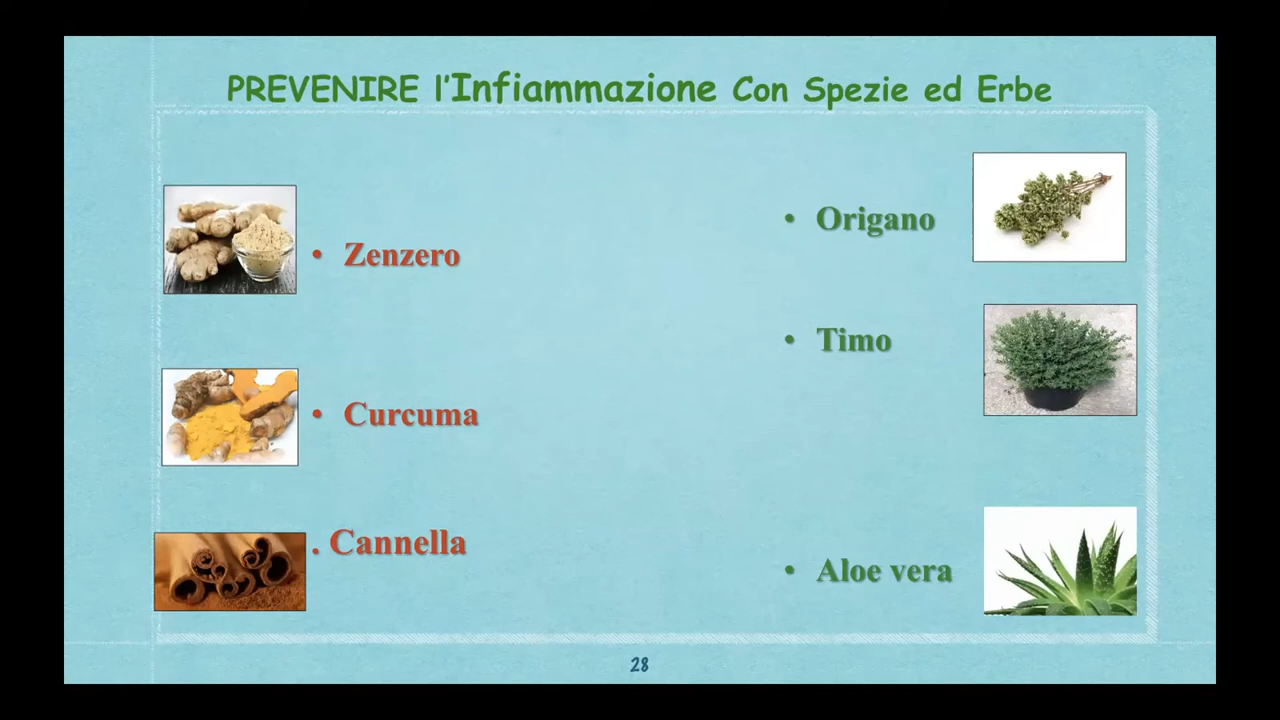 PREVENIRE l'Infiammazione Con Spezie ed Erbe
• Zenzero
• Curcuma
. Cannella
• Origano
• Timo
• Aloe vera
28